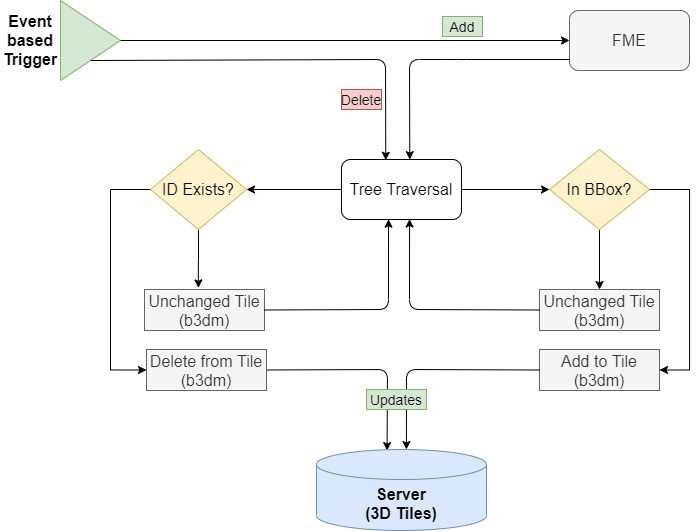 Event
based
Trigger
Add
FME
Delete
ID Exists?
Tree Traversal
In BBox?
Unchanged Tile
(b3dm)
Unchanged Tile
(b3dm)
Delete from Tile
(b3dm)
Add to Tile
(b3dm)
Updates
Server
(3D Tiles)